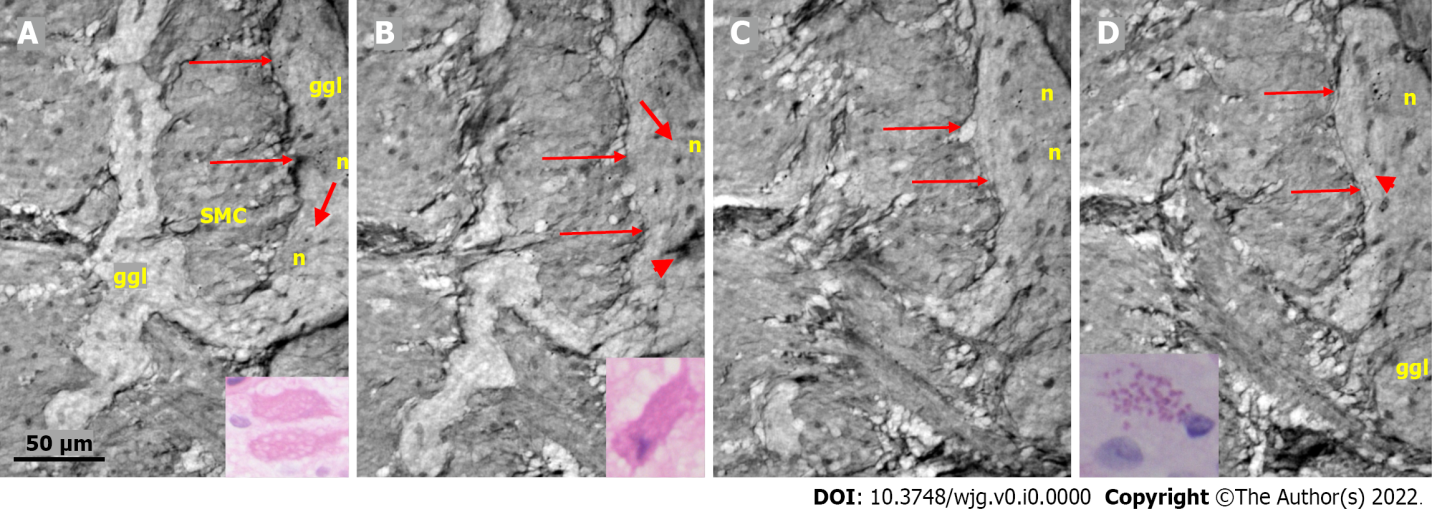 A
B
C
D
ggl
n
n
n
n
n
n
SMC
ggl
ggl
50 µm
DOI: 10.3748/wjg.v0.i0.0000 Copyright ©The Author(s) 2022.